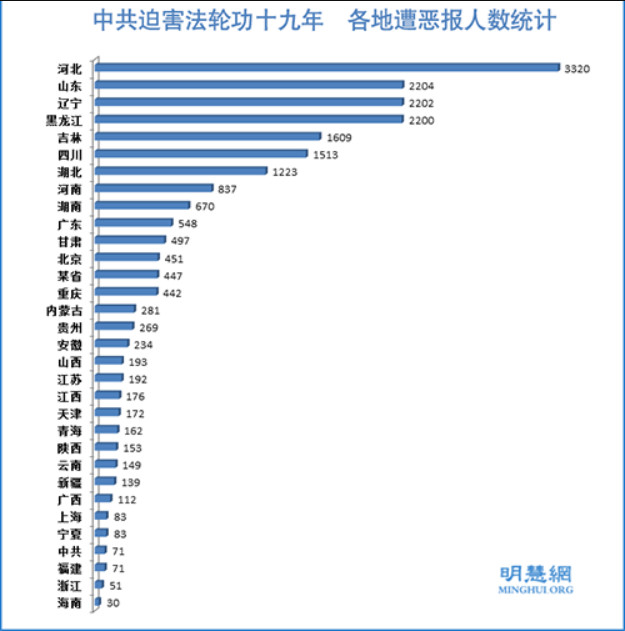 中共迫害法轮功十九年 各地遭恶报人数统计
河北 3320
山东 2204
辽宁 2202
黑龙江 2200
吉林 1609
四川 1513
湖北 1223
河南 837
湖南 670
广东 548
甘肃 497
北京 451
某省 447
重庆 442
内蒙古 281
贵州 269
安徽 234
山西 193
江苏 192
江西 176
天津 172
青海 162
陕西 153
云南 149
新疆 139
广西 112
上海 83
宁夏 83
中共 71
福建 71
浙江 51
海南 30
明慧網
MINGHUI.ORG